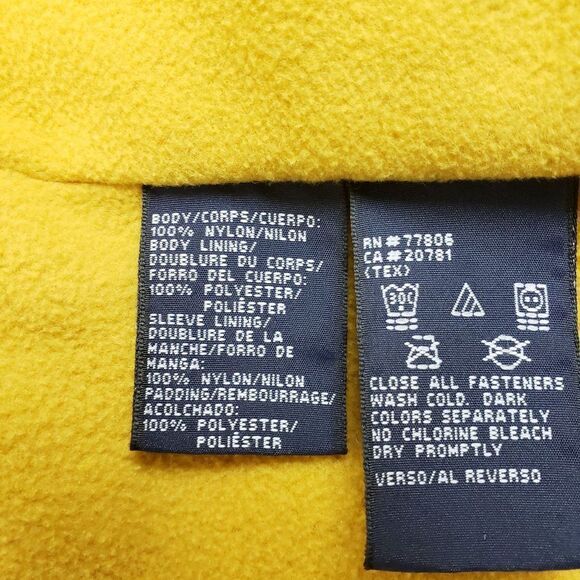 BODY/CORPS/CUERPO:
100% NYLON/NILON
BODY LINING/
DOUBLURE DU CORPS/
FORRO DEL CUERPO:
100% POLYESTER/
POLIÉSTER
SLEEVE LINING/
DOUBLURE DE LA
MANCHE/FORRO DE
MANGA:
100% NYLON/NILON
PADDING/REMBOURRAGE/
ACOLCHADO:
100% POLYESTER/
POLIÉSTER
RN#77806
CA#20781
(TEX)
30C
CLOSE ALL FASTENERS
WASH COLD. DARK
COLORS SEPARATELY
NO CHLORINE BLEACH
DRY PROMPTLY
VERSO/AL REVERSO